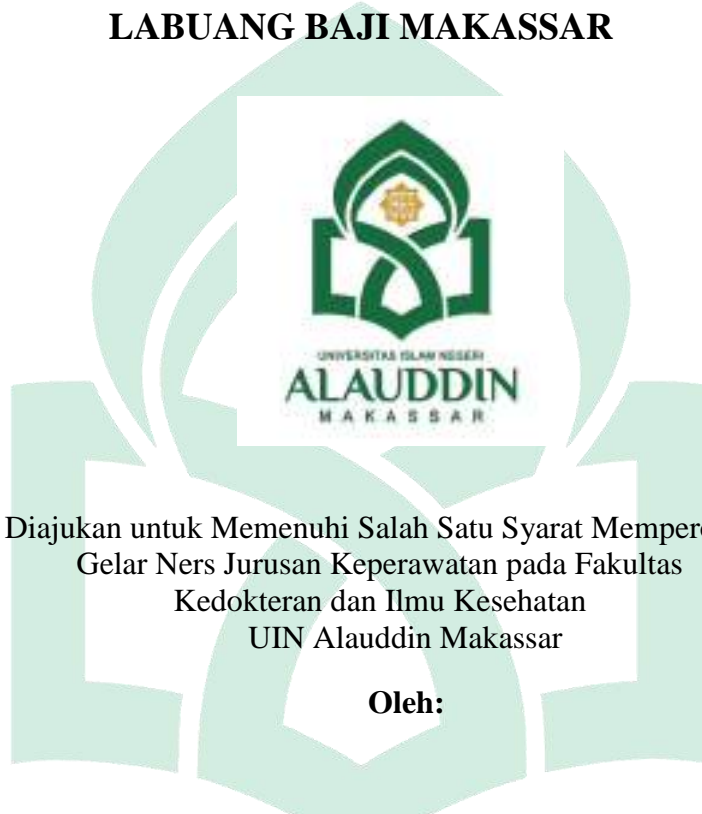 LABUANG BAJI MAKASSAR
UNIVERSITAS ISLAM NEGERI
ALAUDDIN
MAKASSAR
Diajukan untuk Memenuhi Salah Satu Syarat
Gelar Ners Jurusan Keperawatan pada Fakultas
Kedokteran dan Ilmu Kesehatan
UIN Alauddin Makassar
Oleh: